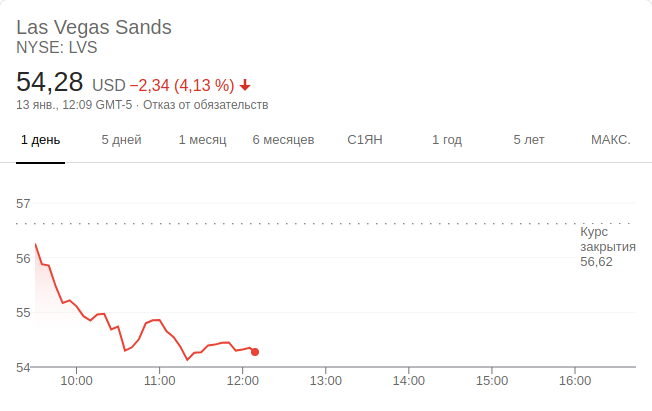 Las Vegas Sands
NYSE: LVS
54,28 USD −2,34 (4,13 %)
13 янв., 12:09 GMT-5 · Отказ от обязательств
1 день 5 дней 1 месяц 6 месяцев С1ЯН 1 год 5 лет МАКС.
57
Курс
закрытия
56,62
56
55
54
10:00 11:00 12:00 13:00 14:00 15:00 16:00